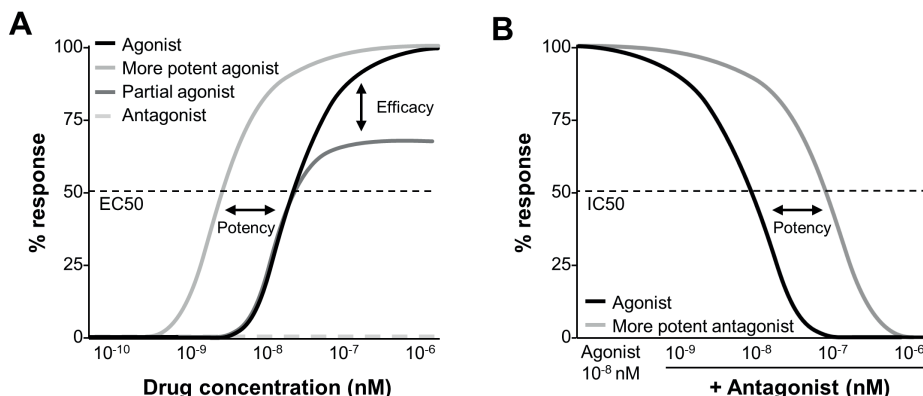 A
100
75
50
25
0
% response
Agonist
More potent agonist
Partial agonist
Antagonist
Efficacy
EC50
Potency
10-10
10-9
10-8
10-7
10-6
Drug concentration (nM)
B
100
75
50
25
0
% response
IC50
Potency
Agonist
More potent antagonist
Agonist
10-8 nM
10-9
10-8
10-7
10-6
+ Antagonist (nM)